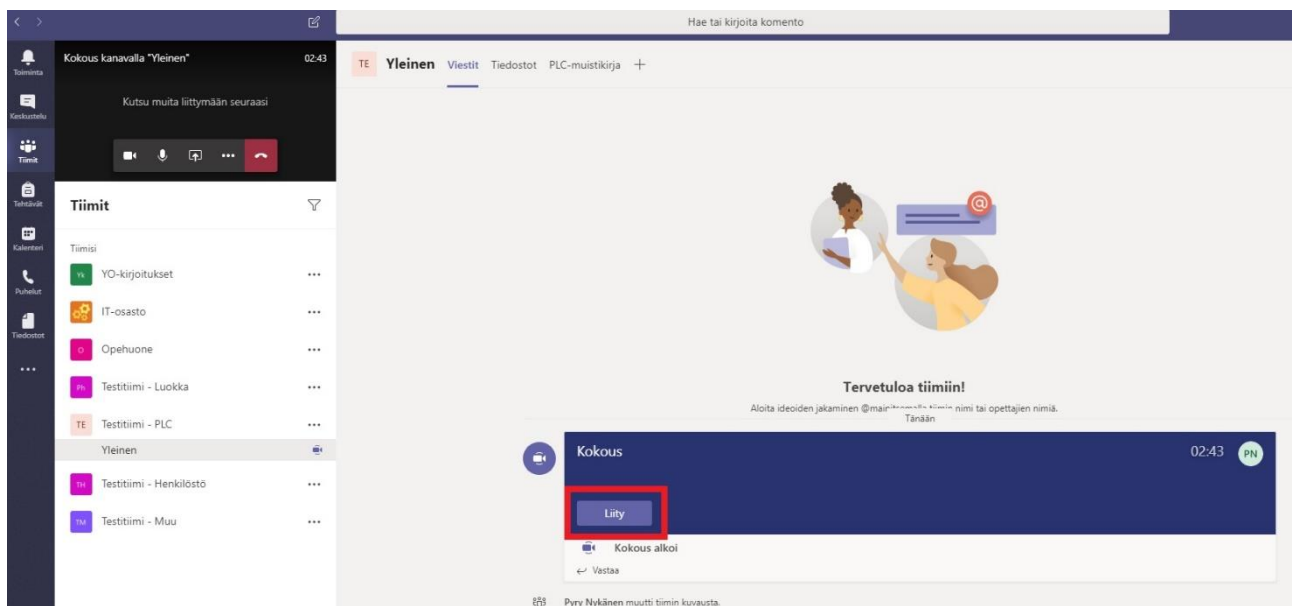 Hae tai kirjoita komento
Toiminta
Keskustelu
Tiimit
Tehtävät
Kalenteri
Puhelut
Tiedostot
Kokous kanavalla "Yleinen" 02:43
Kutsu muita liittymään seuraasi
Tiimit
Tiimisi
Yk YO-kirjoitukset
IT-osasto
O Opehuone
Ph Testitiimi - Luokka
TE Testitiimi - PLC
Yleinen
TH Testitiimi - Henkilöstö
TM Testitiimi - Muu
TE Yleinen Viestit Tiedostot PLC-muistikirja
Tervetuloa tiimiin!
Aloita ideoiden jakaminen tiimin nimi tai opettajien nimiä.
Tänään
Kokous 02:43 PN
Liity
Kokous alkoi
Vastaa
Pyry Nykänen muutti tiimin kuvausta.